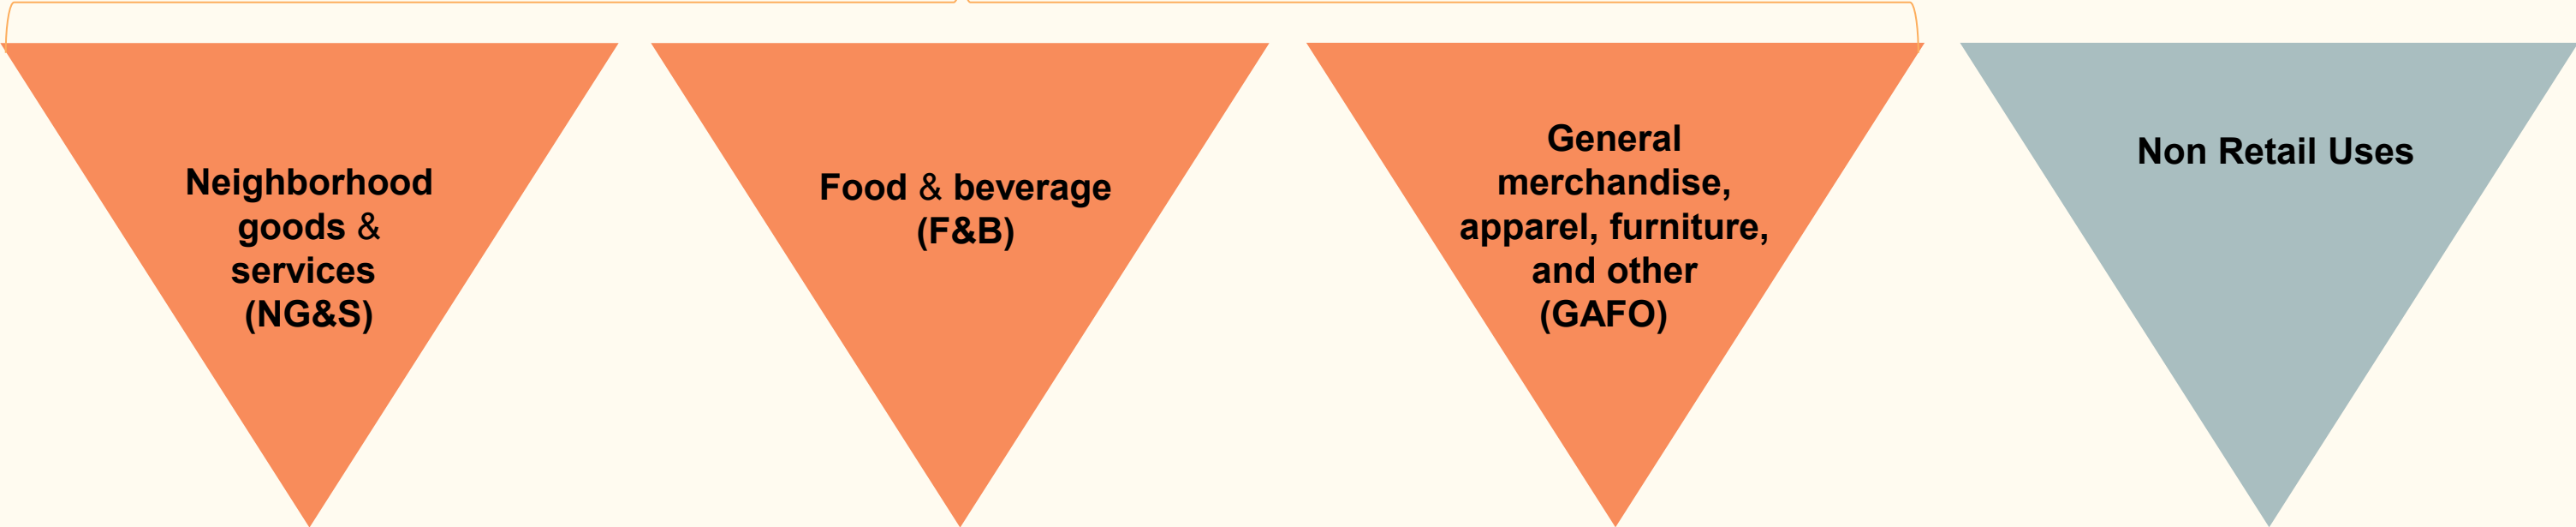 Neighborhood
goods &
services
(NG&S)
Food & beverage
(F&B)
General
merchandise,
apparel, furniture,
and other
(GAFO)
Non Retail Uses